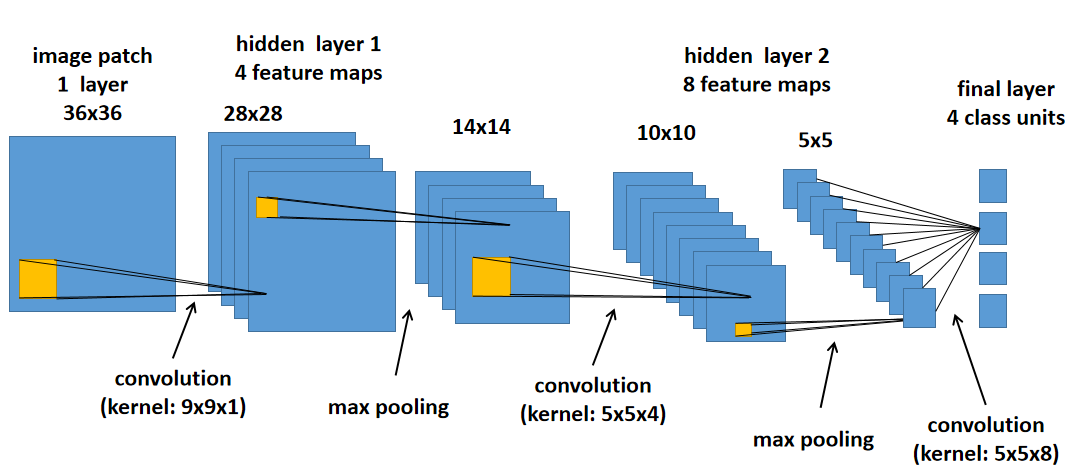 image patch
1 layer
36x36
hidden layer 1
4 feature maps
28x28
14x14
hidden layer 2
8 feature maps
10x10
5x5
final layer
4 class units
convolution
(kernel: 9x9x1)
max pooling
convolution
(kernel: 5x5x4)
max pooling
convolution
(kernel: 5x5x8)